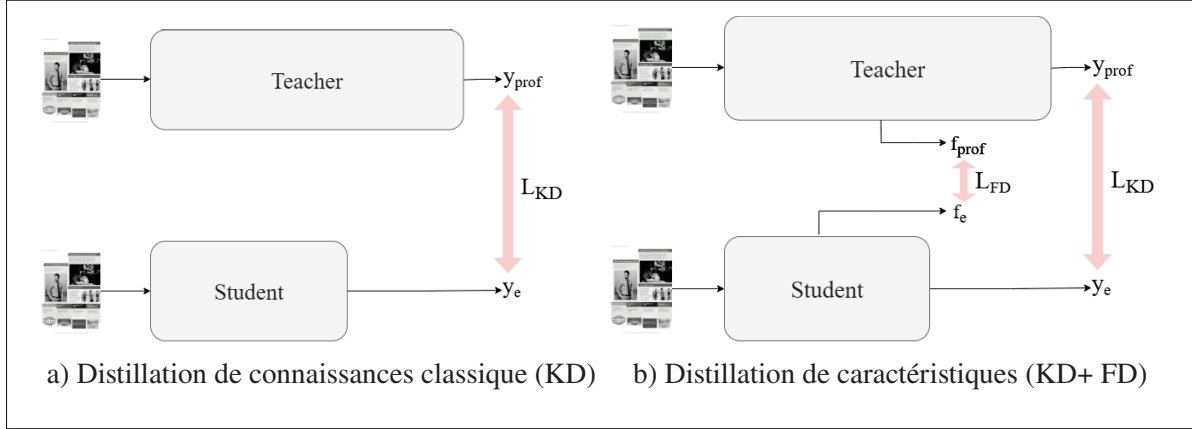 Teacher
y_prof
L_KD
Student
y_e
a) Distillation de connaissances classique (KD)
Teacher
y_prof
f_prof
L_FD
L_KD
f_e
Student
y_e
b) Distillation de caractéristiques (KD+ FD)